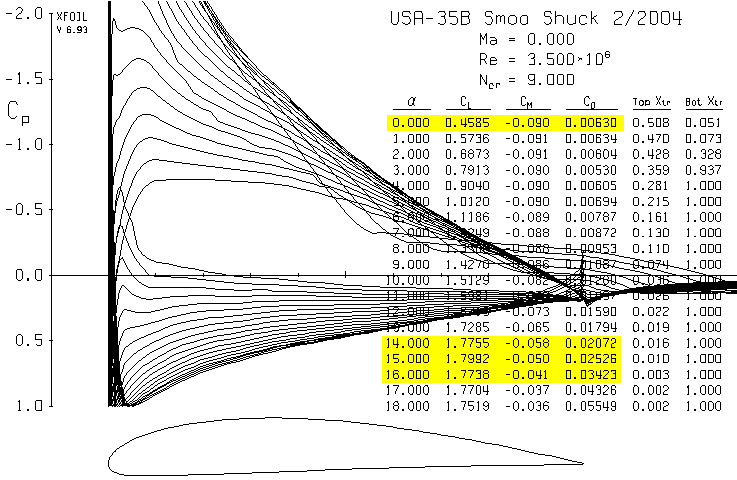 -2.0
XFOIL
V 6.93
USA-35B Smoo Shuck 2/2004
Ma = 0.000
Re = 3.500×10⁶
Ncr = 9.000
-1.5
Cp
α CL CM CD Top Xtr Bot Xtr
0.000 0.4585 -0.090 0.00630 0.508 0.051
1.000 0.5736 -0.091 0.00634 0.470 0.073
-1.0
2.000 0.6873 -0.091 0.00604 0.428 0.328
3.000 0.7913 -0.090 0.00530 0.359 0.937
4.000 0.9040 -0.090 0.00605 0.281 1.000
-0.5
5.000 1.0120 -0.090 0.00694 0.215 1.000
1.1186 -0.089 0.00787 0.161 1.000
-0.088 0.00872 0.130 1.000
0.00953 0.110 1.000
0.0
9.000 1.4270 0.074 1.000
10.000 1.5129 1.000
1.000
-0.073 0.01590 0.022 1.000
1.7285 -0.065 0.01794 0.019 1.000
0.5
14.000 1.7755 -0.058 0.02072 0.016 1.000
15.000 1.7992 -0.050 0.02526 0.010 1.000
16.000 1.7738 -0.041 0.03423 0.003 1.000
17.000 1.7704 -0.037 0.04328 0.002 1.000
1.0
18.000 1.7519 -0.036 0.05549 0.002 1.000